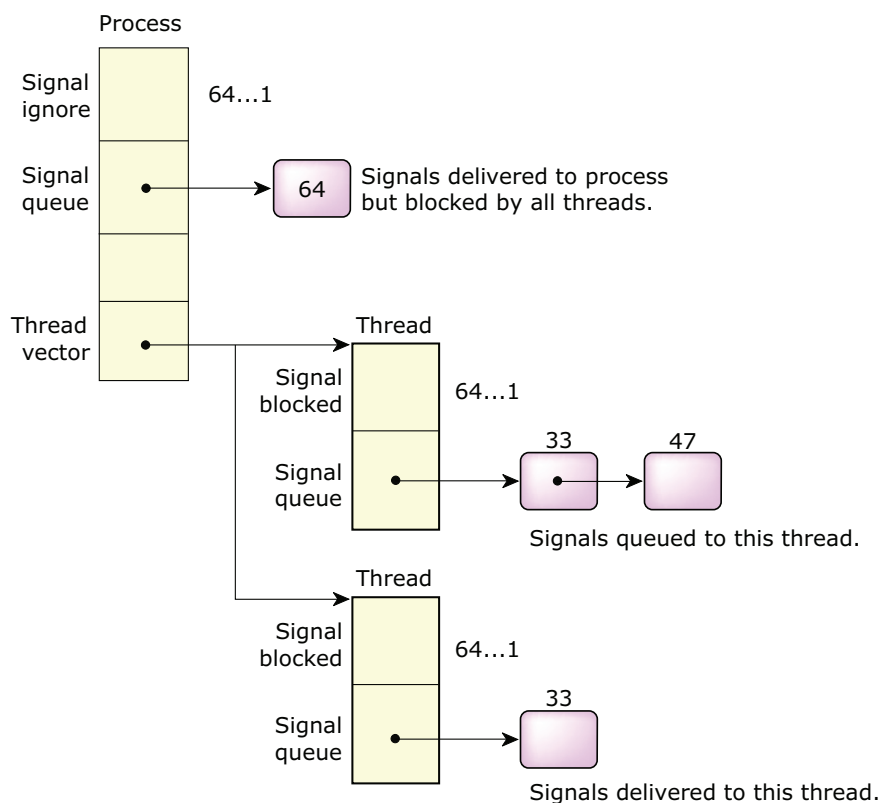 Process
Signal
ignore
64...1
Signal
queue
64
Signals delivered to process
but blocked by all threads.
Thread
vector
Thread
Signal
blocked
64...1
Signal
queue
33
47
Signals queued to this thread.
Thread
Signal
blocked
64...1
Signal
queue
33
Signals delivered to this thread.